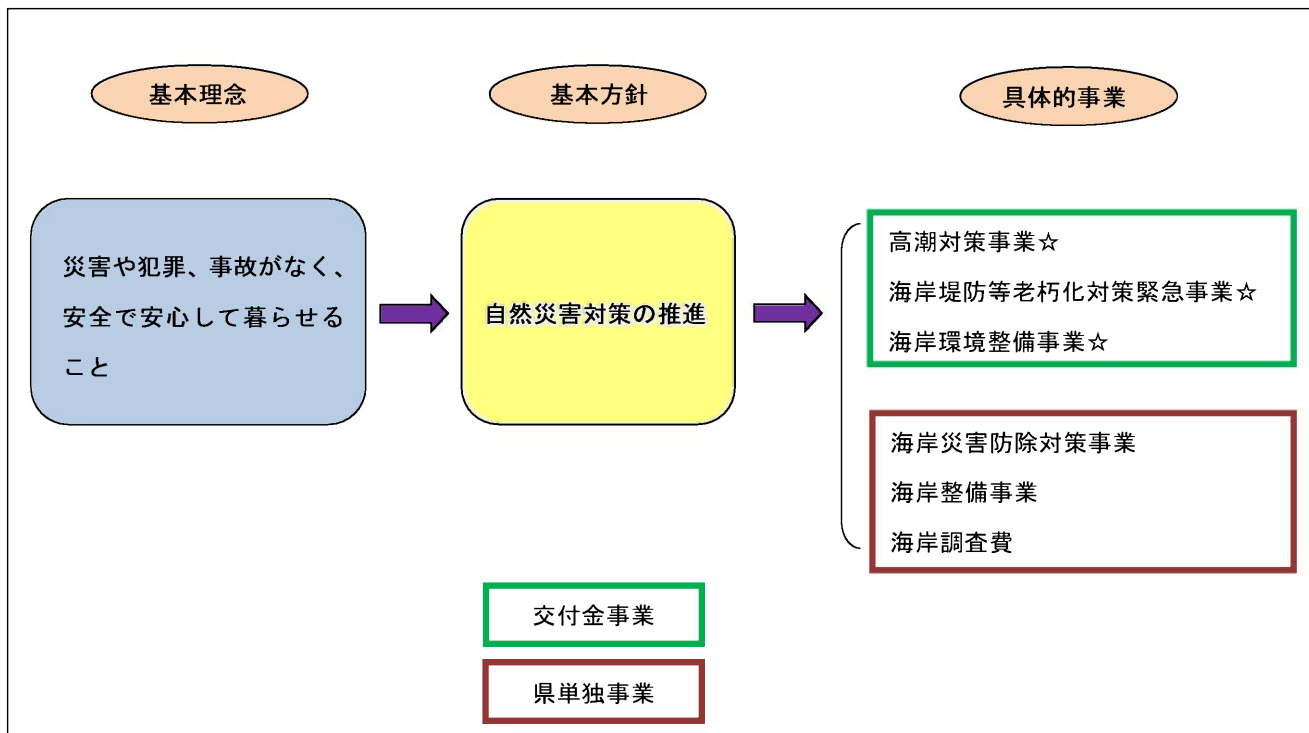 基本理念
基本方針
具体的事業
災害や犯罪、事故がなく、
安全で安心して暮らせる
こと
自然災害対策の推進
高潮対策事業☆
海岸堤防等老朽化対策緊急事業☆
海岸環境整備事業☆
海岸災害防除対策事業
海岸整備事業
海岸調査費
交付金事業
県単独事業